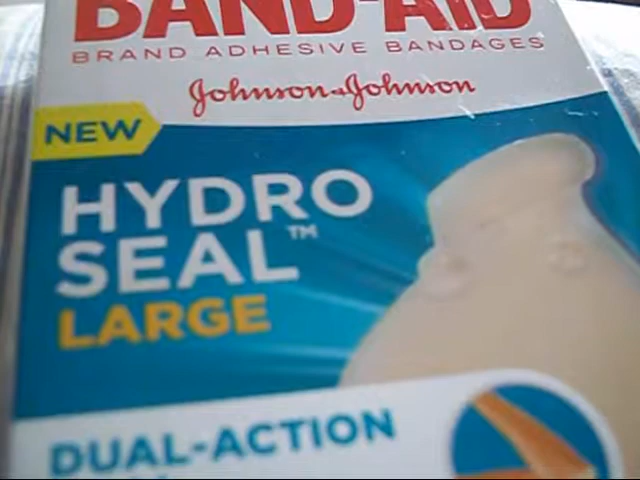 BAND-AID
BRAND ADHESIVE BANDAGES
Johnson & Johnson
NEW
HYDRO
SEAL™
LARGE
DUAL-ACTION